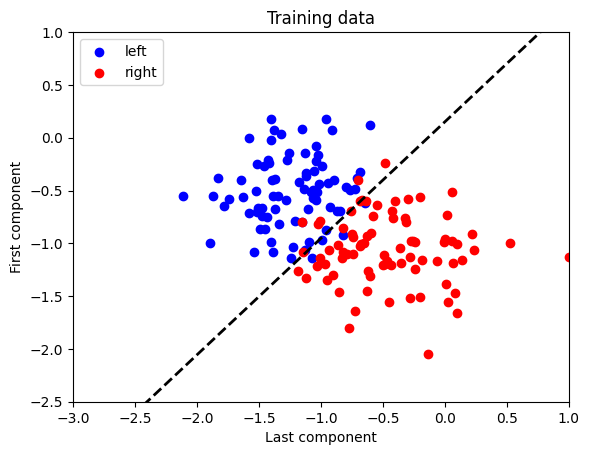 Training data
left
right
First component
1.0
0.5
0.0
−0.5
−1.0
−1.5
−2.0
−2.5
−3.0 −2.5 −2.0 −1.5 −1.0 −0.5 0.0 0.5 1.0
Last component